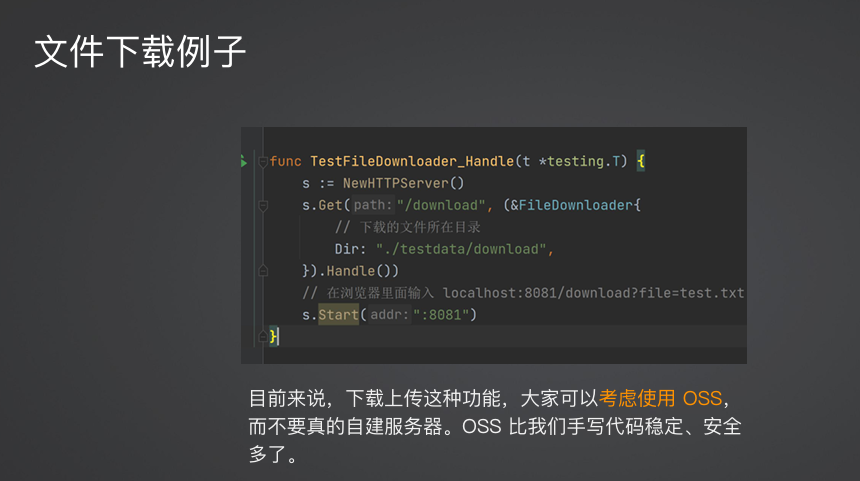 文件下载例子
func TestFileDownloader_Handle(t *testing.T) {
s := NewHTTPServer()
s.Get( path: "/download", (&FileDownloader{
// 下载的文件所在目录
Dir: "./testdata/download",
}).Handle())
// 在浏览器里面输入 localhost:8081/download?file=test.txt
s.Start( addr: ":8081")
}
目前来说，下载上传这种功能，大家可以考虑使用 OSS，
而不要真的自建服务器。OSS 比我们手写代码稳定、安全
多了。